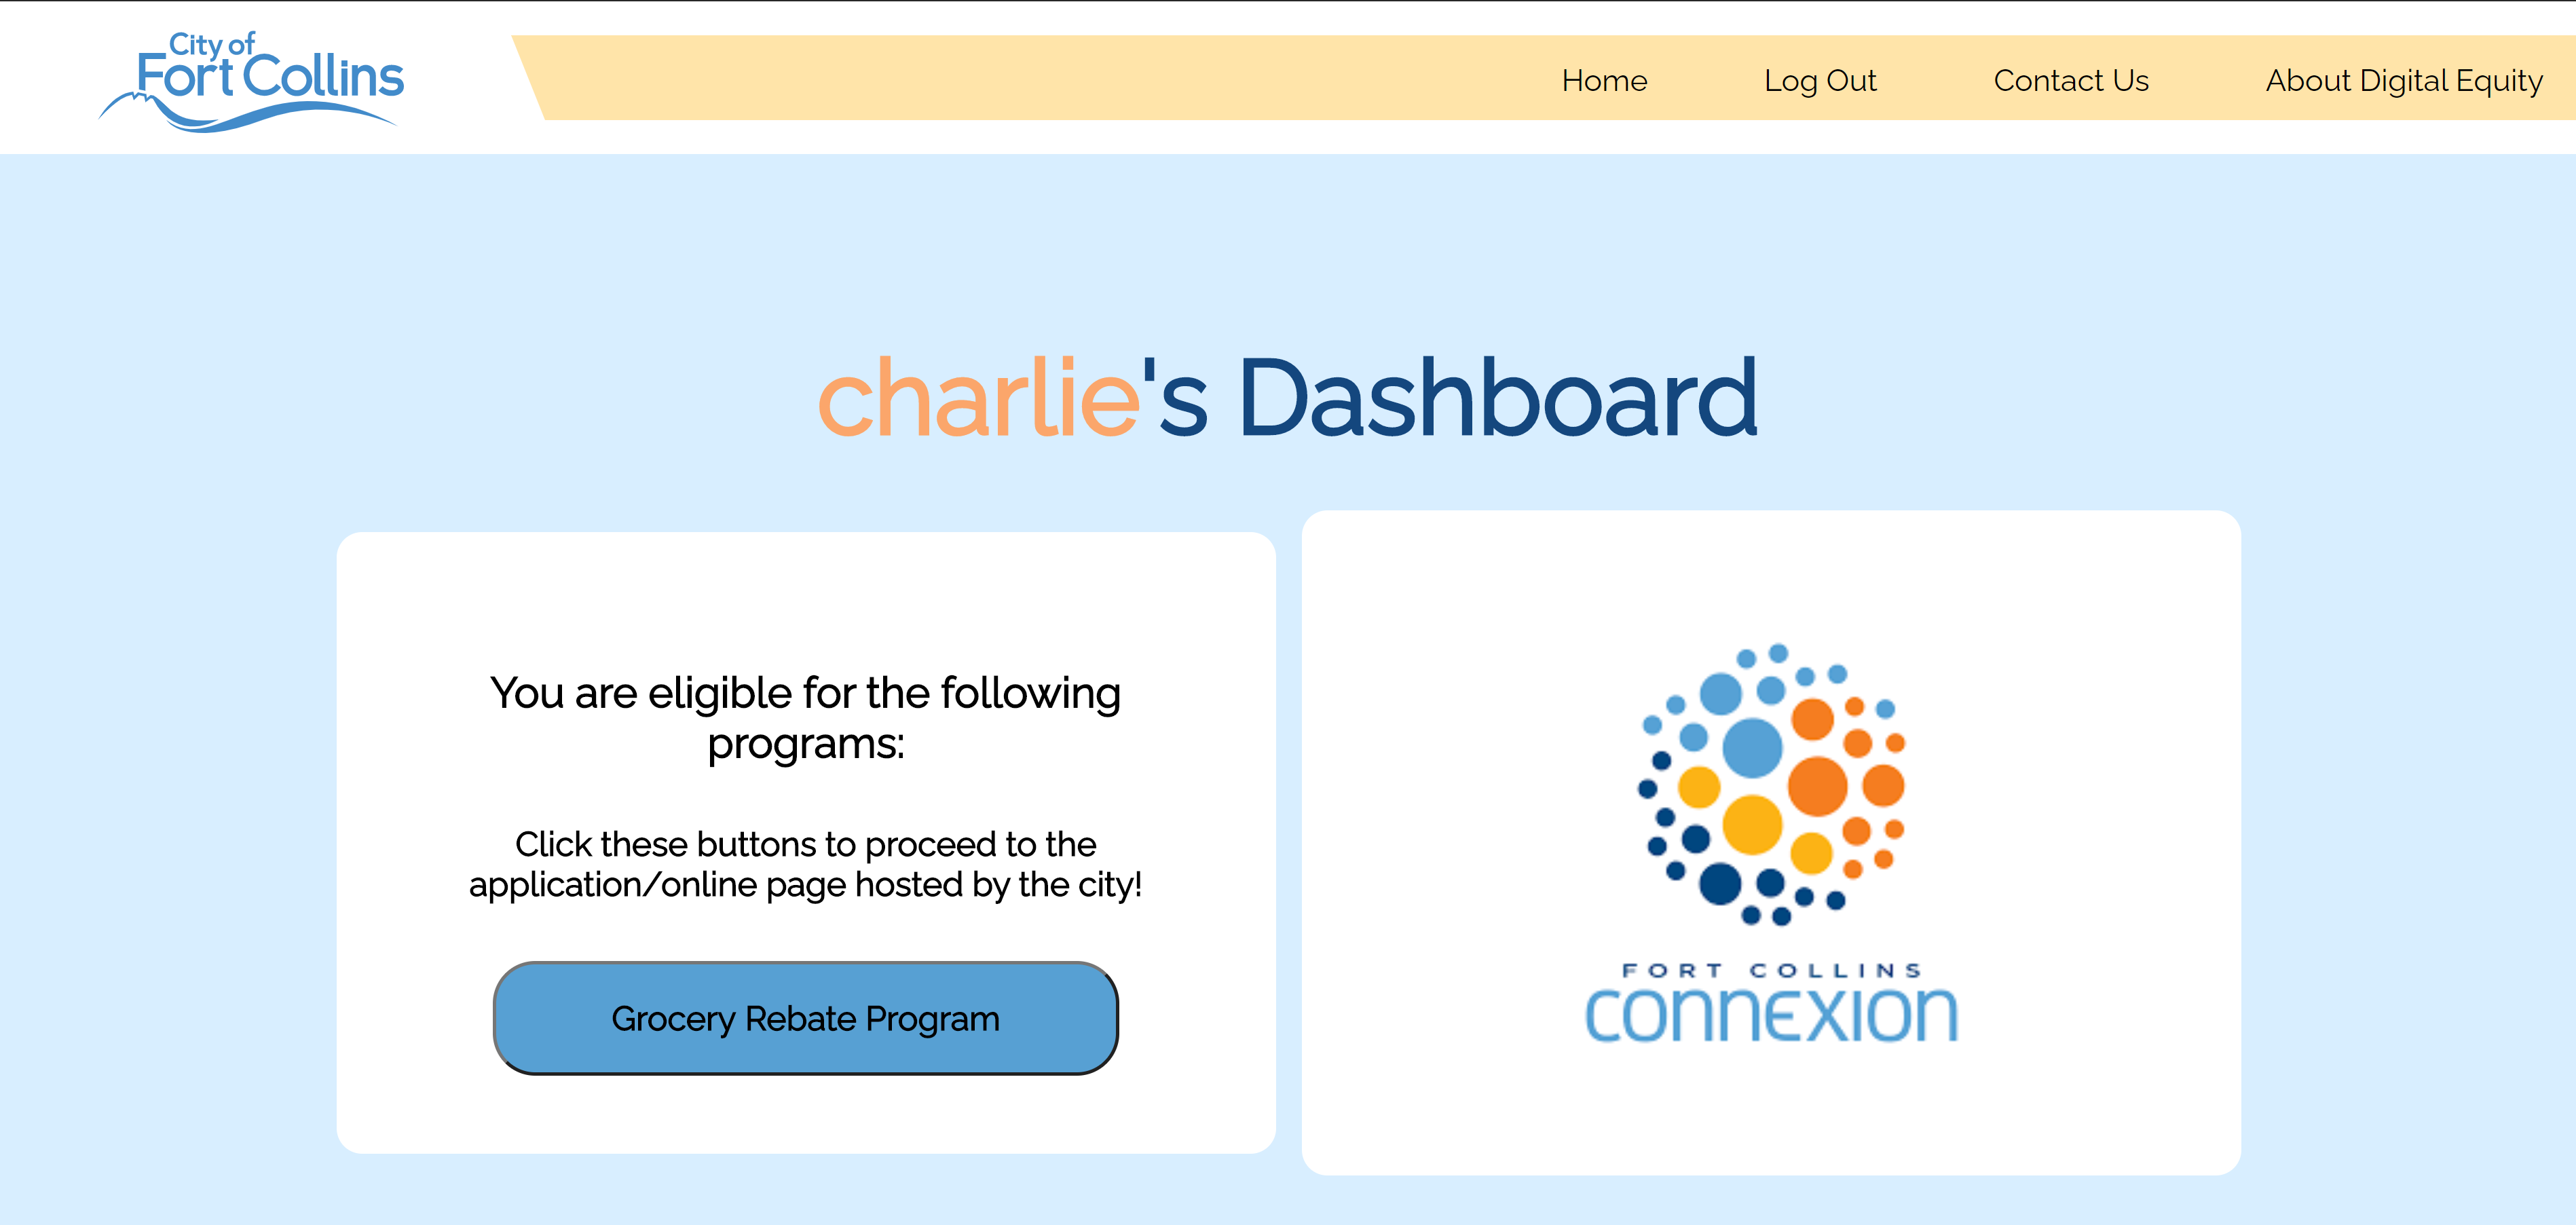 City of
Fort Collins
Home Log Out Contact Us About Digital Equity
charlie's Dashboard
You are eligible for the following
programs:
Click these buttons to proceed to the
application/online page hosted by the city!
Grocery Rebate Program
FORT COLLINS
connexion